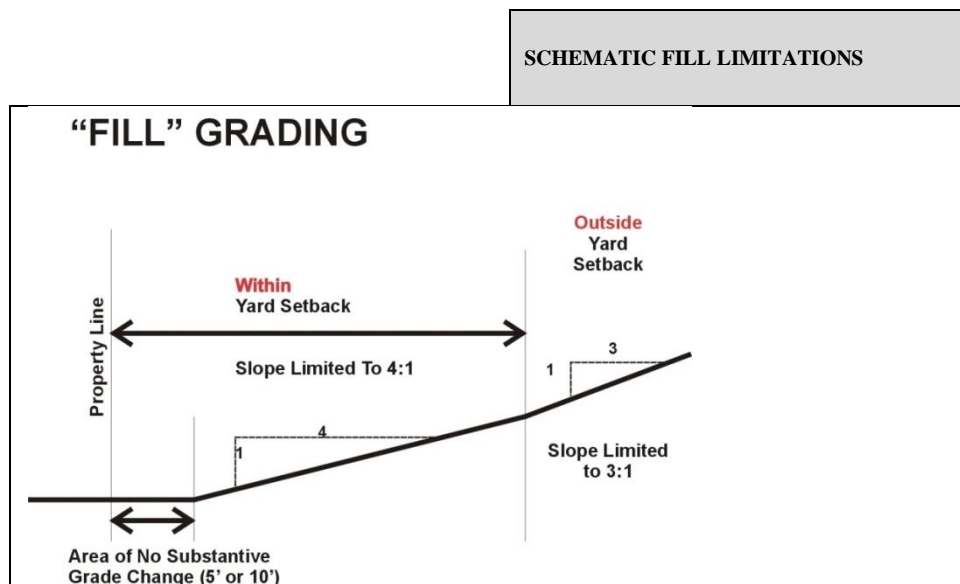 SCHEMATIC FILL LIMITATIONS
“FILL” GRADING
Outside
Yard
Setback
Within
Yard Setback
Property Line
Slope Limited To 4:1
3
1
4
1
Slope Limited
to 3:1
Area of No Substantive
Grade Change (5’ or 10’)